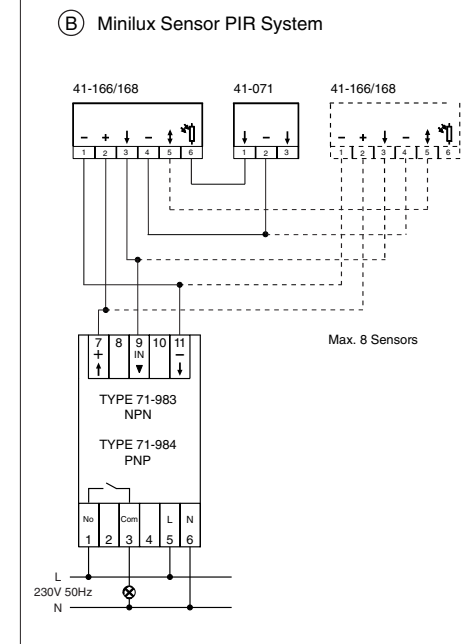 B Minilux Sensor PIR System
41-166/168 41-071 41-166/168
- + ↓ - ↕ ↓ - ↓ - + ↓ - ↕
1 2 3 4 5 6 1 2 3 1 2 3 4 5 6
Max. 8 Sensors
7 8 9 10 11
+ IN -
↑ ▼ ↓
TYPE 71-983
NPN
TYPE 71-984
PNP
No Com L N
1 2 3 4 5 6
L
230V 50Hz
N